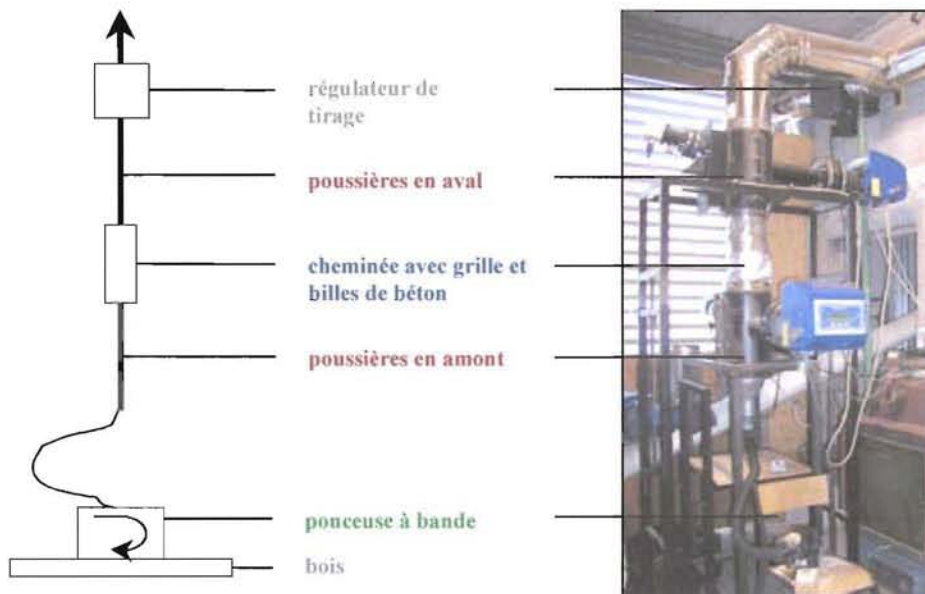 régulateur de
tirage
poussières en aval
cheminée avec grille et
billes de béton
poussières en amont
ponceuse à bande
bois